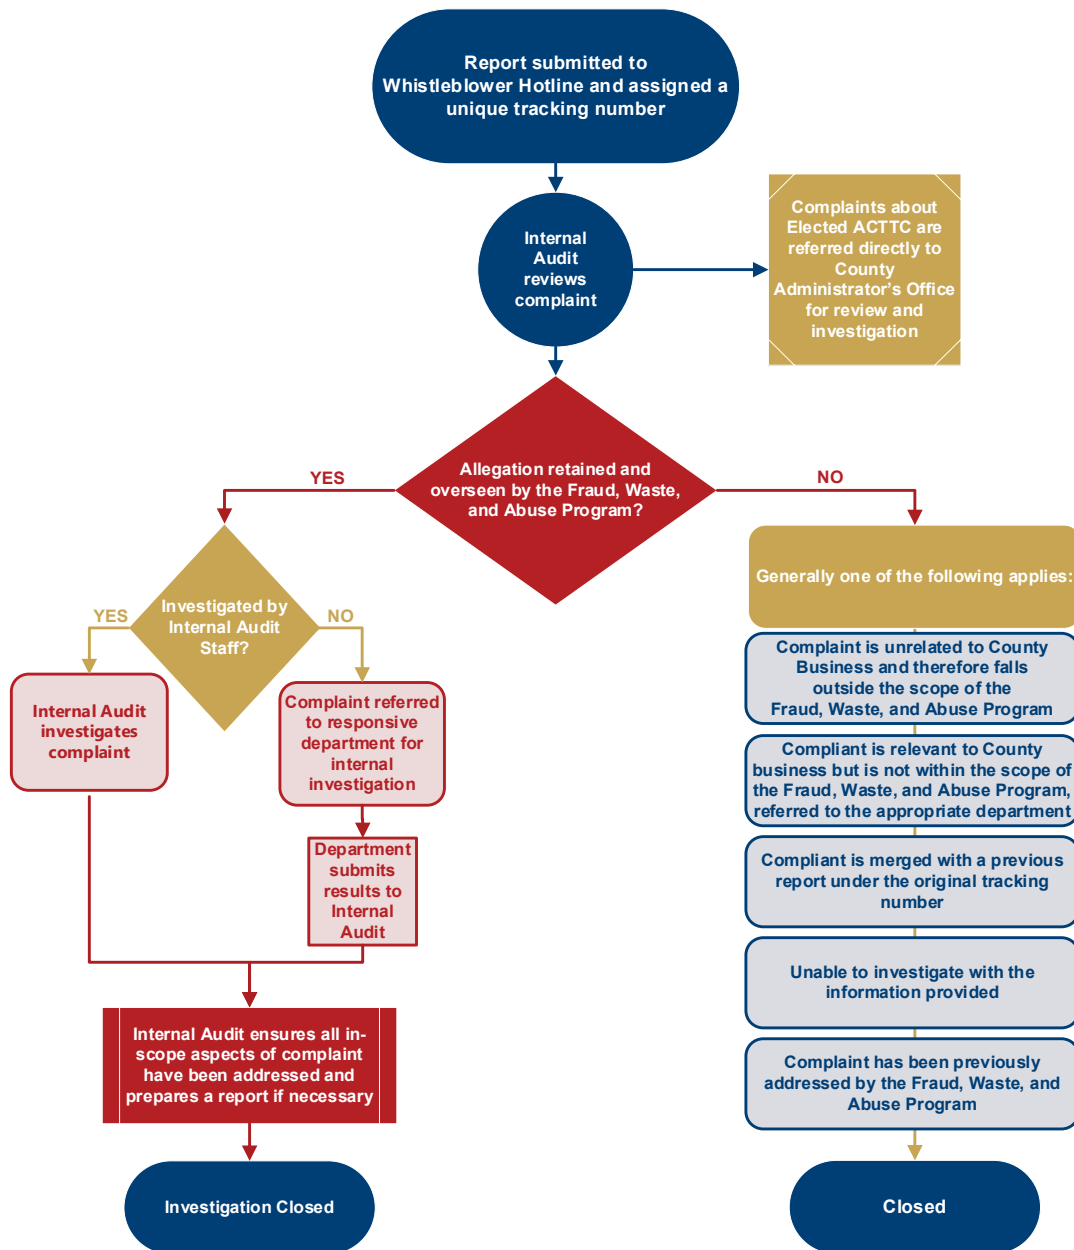 Report submitted to
Whistleblower Hotline and assigned a
unique tracking number
Internal
Audit
reviews
complaint
Complaints about
Elected ACTTC are
referred directly to
County
Administrator's Office
for review and
investigation
Allegation retained and
overseen by the Fraud, Waste,
and Abuse Program?
YES
NO
Investigated by
Internal Audit
Staff?
YES
NO
Internal Audit
investigates
complaint
Complaint referred
to responsive
department for
internal
investigation
Department
submits
results to
Internal
Audit
Internal Audit ensures all in-
scope aspects of complaint
have been addressed and
prepares a report if necessary
Investigation Closed
Generally one of the following applies:
Complaint is unrelated to County
Business and therefore falls
outside the scope of the
Fraud, Waste, and Abuse Program
Compliant is relevant to County
business but is not within the scope of
the Fraud, Waste, and Abuse Program,
referred to the appropriate department
Compliant is merged with a previous
report under the original tracking
number
Unable to investigate with the
information provided
Complaint has been previously
addressed by the Fraud, Waste, and
Abuse Program
Closed